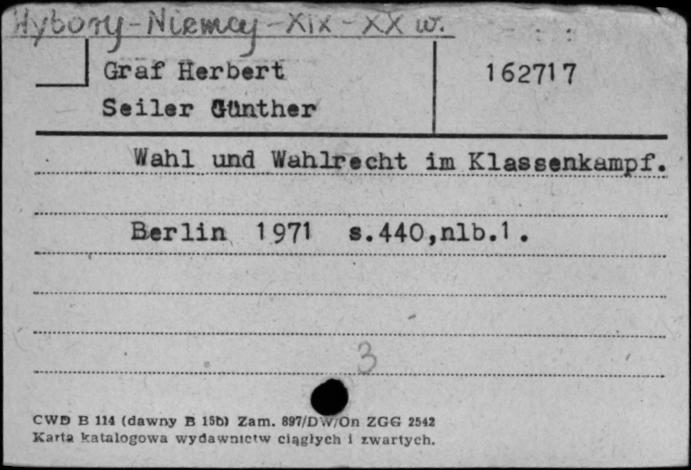 Wybory - Niemcy - XIX - XX w.
Graf Herbert 162717
Seiler Günther
Wahl und Wahlrecht im Klassenkampf.
Berlin 1971 s.440,nlb.1.
3
CWD B 114 (dawny B 15b) Zam. 897/DW/On ZGG 2542
Karta katalogowa wydawnictw ciągłych i zwartych.